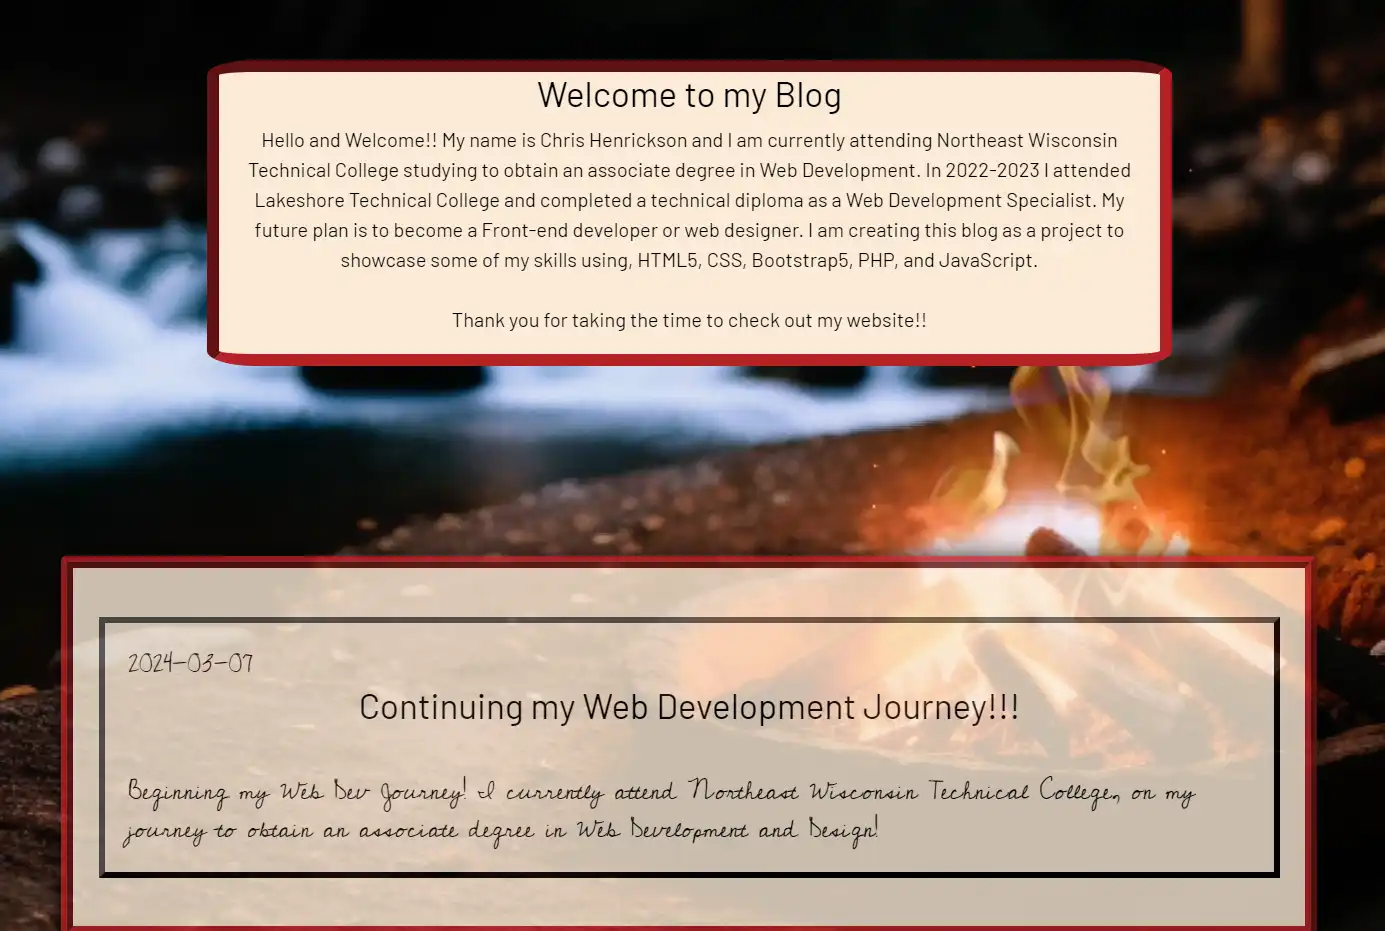 Welcome to my Blog
Hello and Welcome!! My name is Chris Henrickson and I am currently attending Northeast Wisconsin
Technical College studying to obtain an associate degree in Web Development. In 2022-2023 I attended
Lakeshore Technical College and completed a technical diploma as a Web Development Specialist. My
future plan is to become a Front-end developer or web designer. I am creating this blog as a project to
showcase some of my skills using, HTML5, CSS, Bootstrap5, PHP, and JavaScript.
Thank you for taking the time to check out my website!!
2024-03-07
Continuing my Web Development Journey!!!
Beginning my Web Dev Journey! I currently attend Northeast Wisconsin Technical College, on my
journey to obtain an associate degree in Web Development and Design!